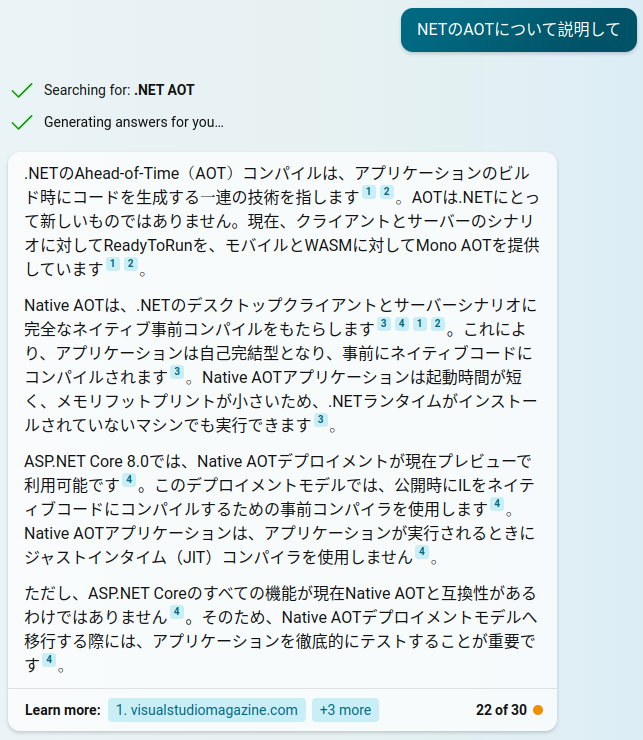 NETのAOTについて説明して
Searching for: .NET AOT
Generating answers for you…
.NETのAhead-of-Time（AOT）コンパイルは、アプリケーションのビル
ド時にコードを生成する一連の技術を指します 1 2 。AOTは.NETにとっ
て新しいものではありません。現在、クライアントとサーバーのシナリ
オに対してReadyToRunを、モバイルとWASMに対してMono AOTを提供
しています 1 2 。
Native AOTは、.NETのデスクトップクライアントとサーバーシナリオに
完全なネイティブ事前コンパイルをもたらします 3 4 1 2 。これによ
り、アプリケーションは自己完結型となり、事前にネイティブコードに
コンパイルされます 3 。Native AOTアプリケーションは起動時間が短
く、メモリフットプリントが小さいため、.NETランタイムがインストー
ルされていないマシンでも実行できます 3 。
ASP.NET Core 8.0では、Native AOTデプロイメントが現在プレビューで
利用可能です 4 。このデプロイメントモデルでは、公開時にILをネイテ
ィブコードにコンパイルするための事前コンパイラを使用します 4 。
Native AOTアプリケーションは、アプリケーションが実行されるときに
ジャストインタイム（JIT）コンパイラを使用しません 4 。
ただし、ASP.NET Coreのすべての機能が現在Native AOTと互換性がある
わけではありません 4 。そのため、Native AOTデプロイメントモデルへ
移行する際には、アプリケーションを徹底的にテストすることが重要で
す 4 。
Learn more: 1. visualstudiomagazine.com +3 more 22 of 30